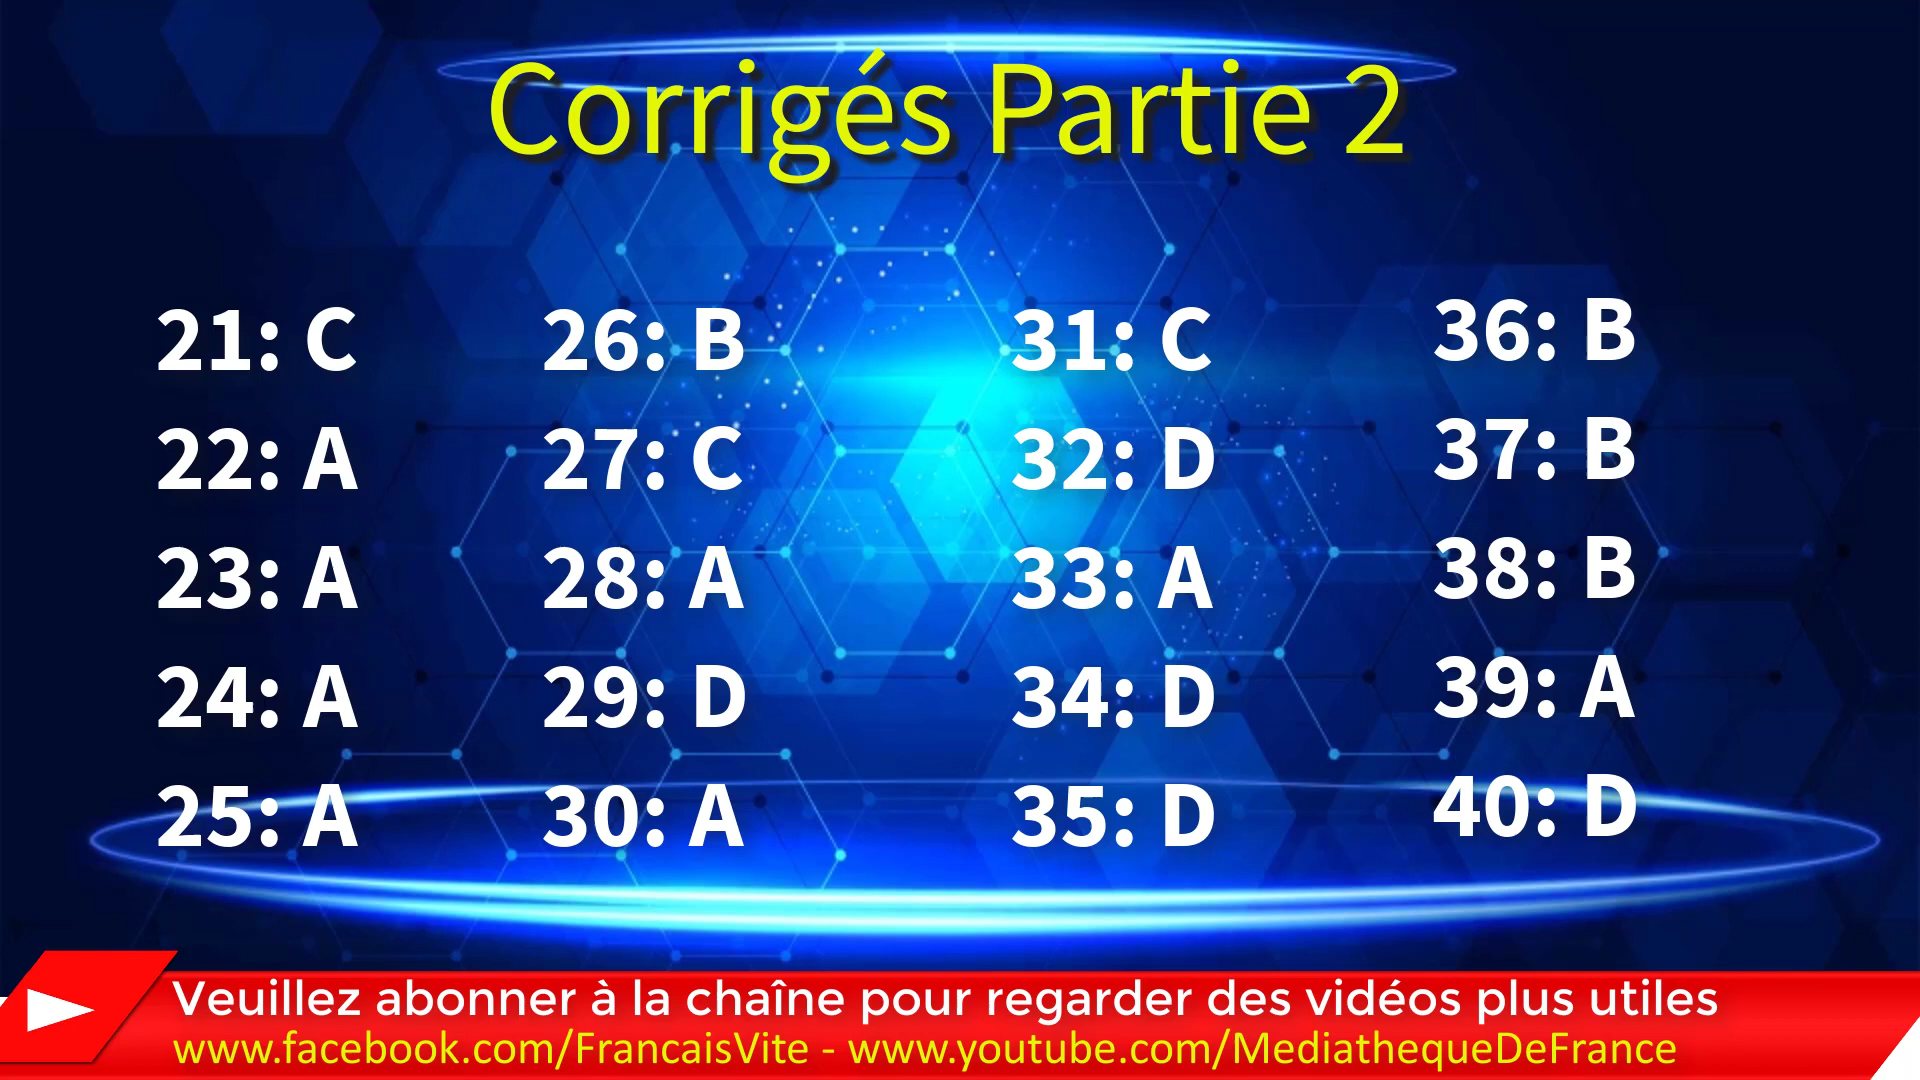 Corrigés Partie 2
21: C
22: A
23: A
24: A
25: A
26: B
27: C
28: A
29: D
30: A
31: C
32: D
33: A
34: D
35: D
36: B
37: B
38: B
39: A
40: D
Veuillez abonner à la chaîne pour regarder des vidéos plus utiles
www.facebook.com/FrancaisVite - www.youtube.com/MediathequeDeFrance